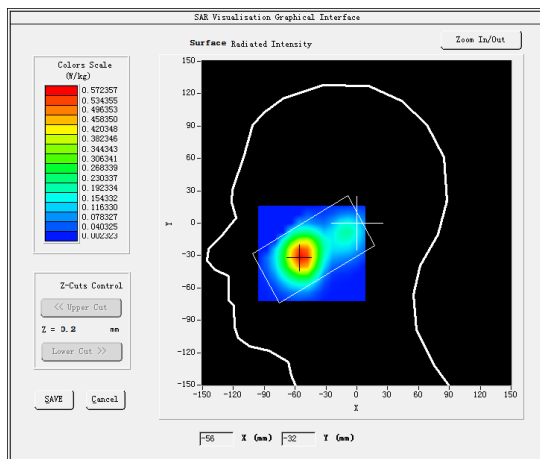 SAR Visualisation Graphical Interface
Surface Radiated Intensity
Zoom In/Out
Colors Scale
(W/kg)
0.572357
0.534355
0.496353
0.458350
0.420348
0.382346
0.344343
0.306341
0.268339
0.230337
0.192334
0.154332
0.116330
0.078327
0.040325
0.002323
150
120
90
60
30
0
-30
-60
-90
-120
-150
Y
-150 -120 -90 -60 -30 0 30 60 90 120 150
X
Z-Cuts Control
<< Upper Cut
Z = 0.2 mm
Lower Cut >>
SAVE Cancel
-56 X (mm) -32 Y (mm)